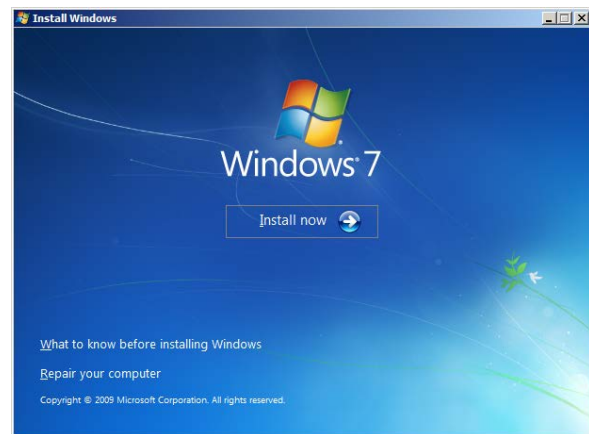 Install Windows
Windows® 7
Install now
What to know before installing Windows
Repair your computer
Copyright © 2009 Microsoft Corporation. All rights reserved.